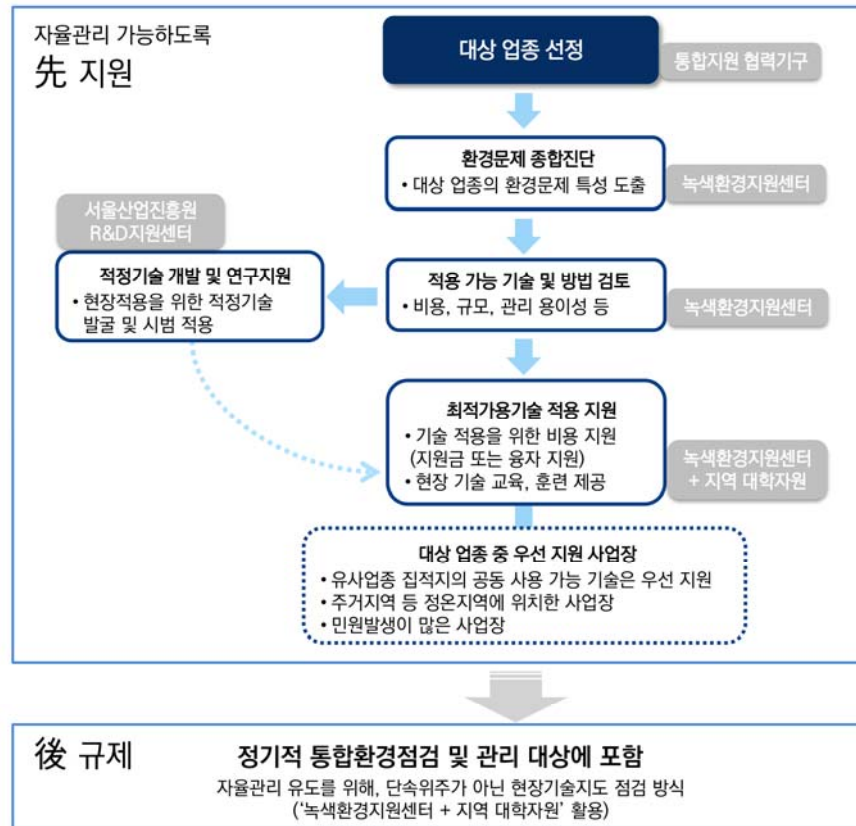 자율관리 가능하도록
先 지원
대상 업종 선정
통합지원 협력기구
환경문제 종합진단
• 대상 업종의 환경문제 특성 도출
녹색환경지원센터
서울산업진흥원
R&D지원센터
적정기술 개발 및 연구지원
• 현장적용을 위한 적정기술
발굴 및 시범 적용
적용 가능 기술 및 방법 검토
• 비용, 규모, 관리 용이성 등
녹색환경지원센터
최적가용기술 적용 지원
• 기술 적용을 위한 비용 지원
(지원금 또는 융자 지원)
• 현장 기술 교육, 훈련 제공
녹색환경지원센터
+ 지역 대학자원
대상 업종 중 우선 지원 사업장
• 유사업종 집적지의 공동 사용 가능 기술은 우선 지원
• 주거지역 등 정온지역에 위치한 사업장
• 민원발생이 많은 사업장
後 규제
정기적 통합환경점검 및 관리 대상에 포함
자율관리 유도를 위해, 단속위주가 아닌 현장기술지도 점검 방식
('녹색환경지원센터 + 지역 대학자원' 활용)